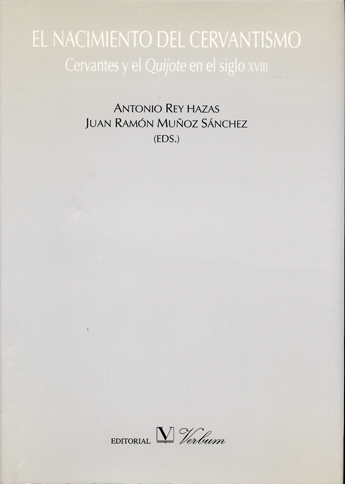 EL NACIMIENTO DEL CERVANTISMO
Cervantes y el Quijote en el siglo XVIII
ANTONIO REY HAZAS
JUAN RAMÓN MUÑOZ SÁNCHEZ
(EDS.)
EDITORIAL V Verbum